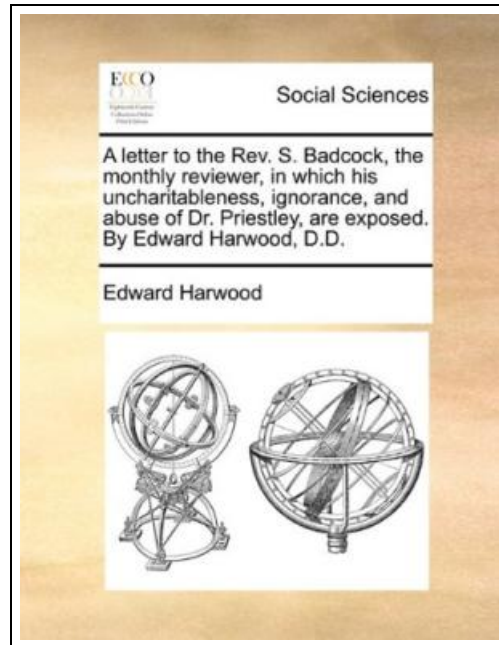 ECCO
Social Sciences
A letter to the Rev. S. Badcock, the
monthly reviewer, in which his
uncharitableness, ignorance, and
abuse of Dr. Priestley, are exposed.
By Edward Harwood, D.D.
Edward Harwood